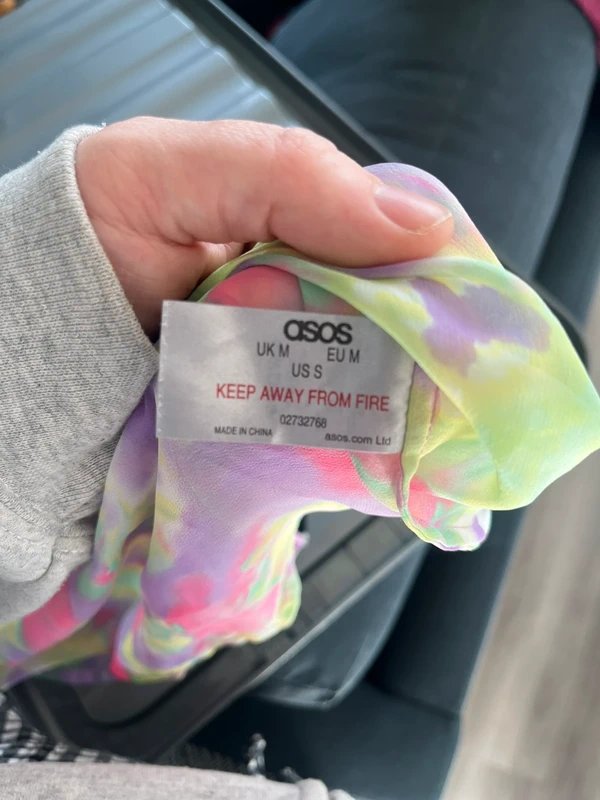 asos
UK M EU M
US S
KEEP AWAY FROM FIRE
02732768
MADE IN CHINA asos.com Ltd